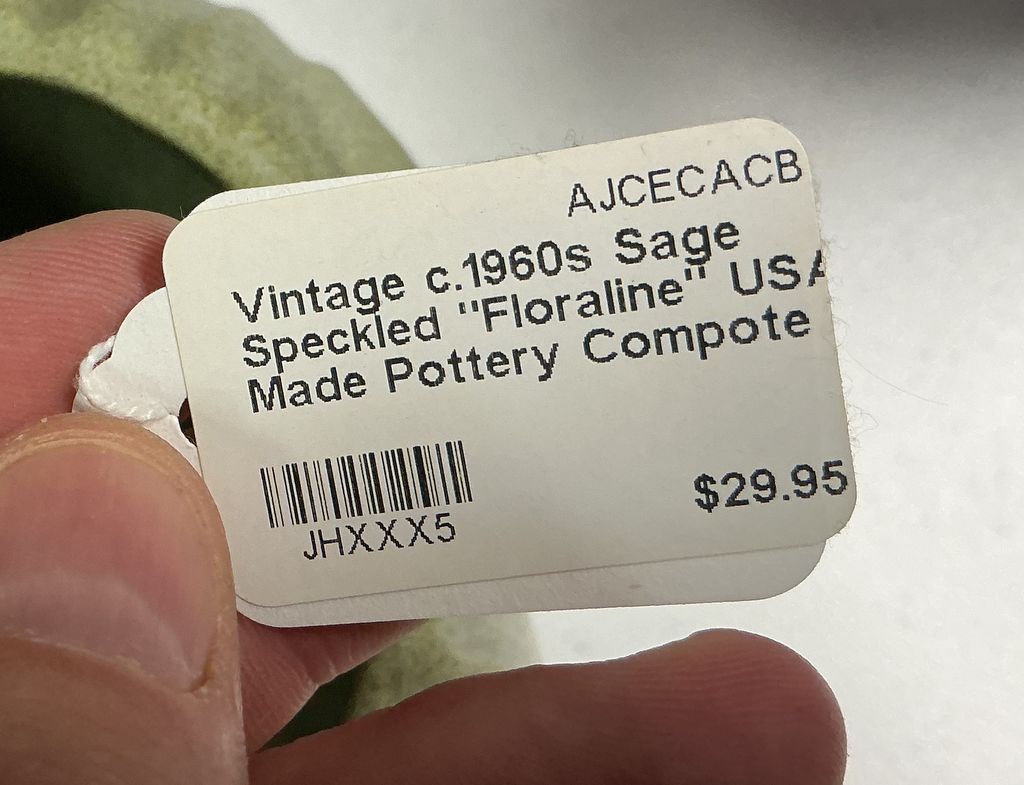 AJCECACB
Vintage c.1960s Sage
Speckled "Floraline" USA
Made Pottery Compote
$29.95
JHXXX5